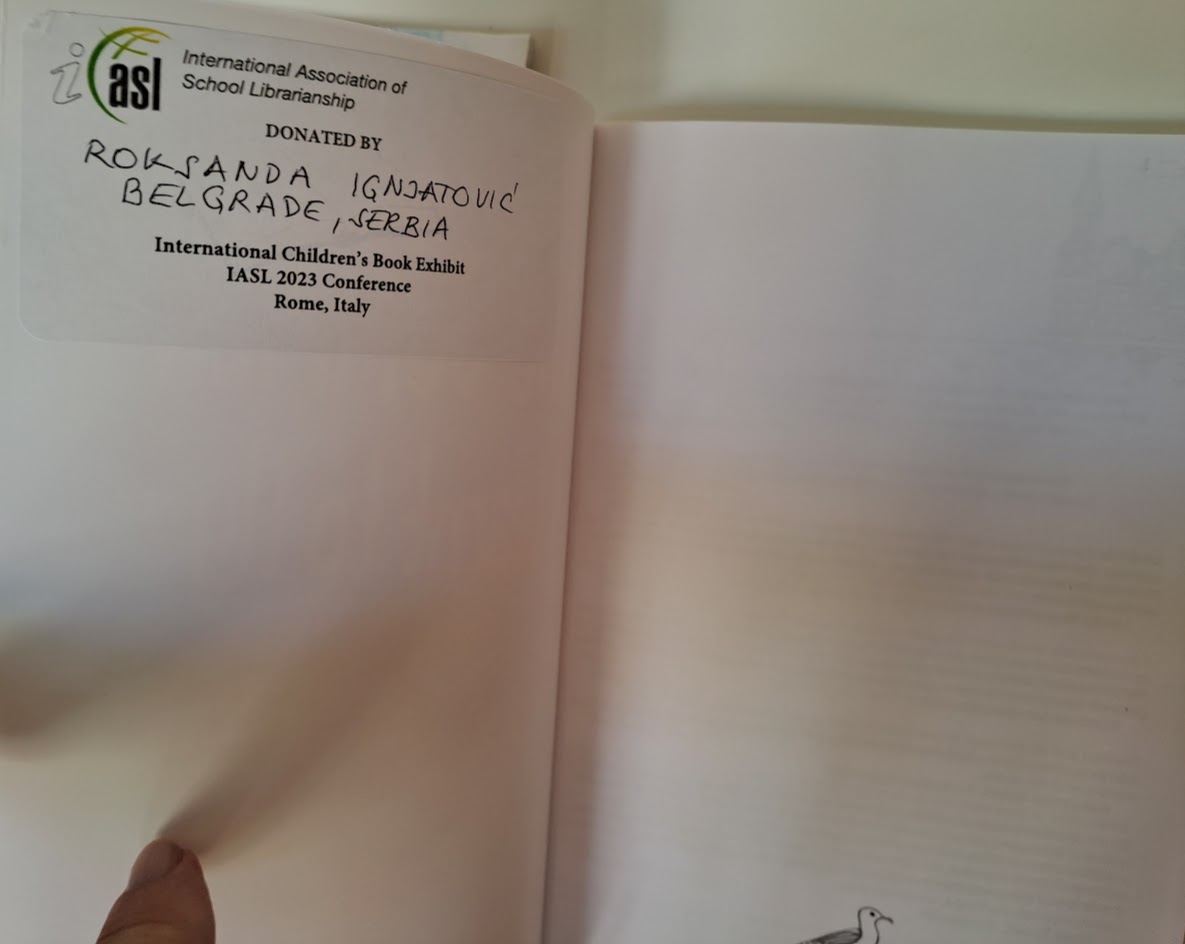 iasl
International Association of
School Librarianship
DONATED BY
ROKSANDA IGNJATOVIĆ
BELGRADE, SERBIA
International Children's Book Exhibit
IASL 2023 Conference
Rome, Italy